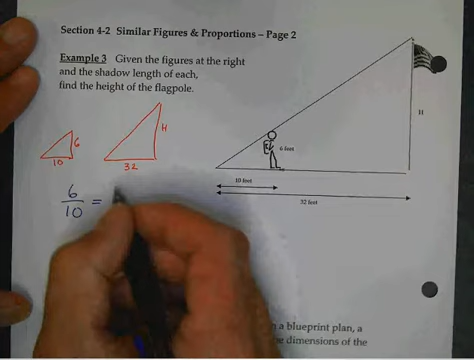 Section 4-2 Similar Figures & Proportions – Page 2
Example 3 Given the figures at the right
and the shadow length of each,
find the height of the flagpole.
6
10
H
32
6 feet
H
10 feet
32 feet
6
10
=
a blueprint plan, a
he dimensions of the